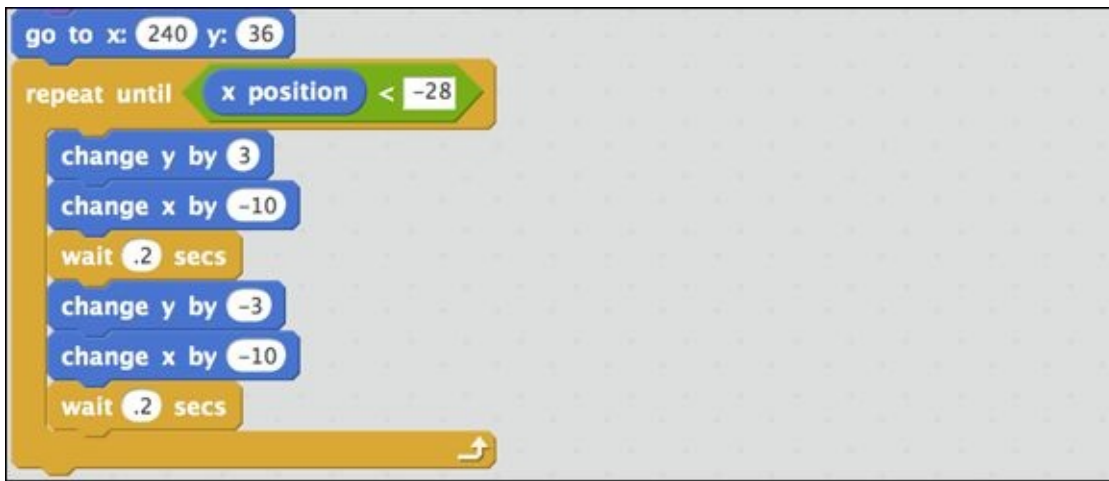 go to x: 240 y: 36
repeat until x position < -28
change y by 3
change x by -10
wait .2 secs
change y by -3
change x by -10
wait .2 secs